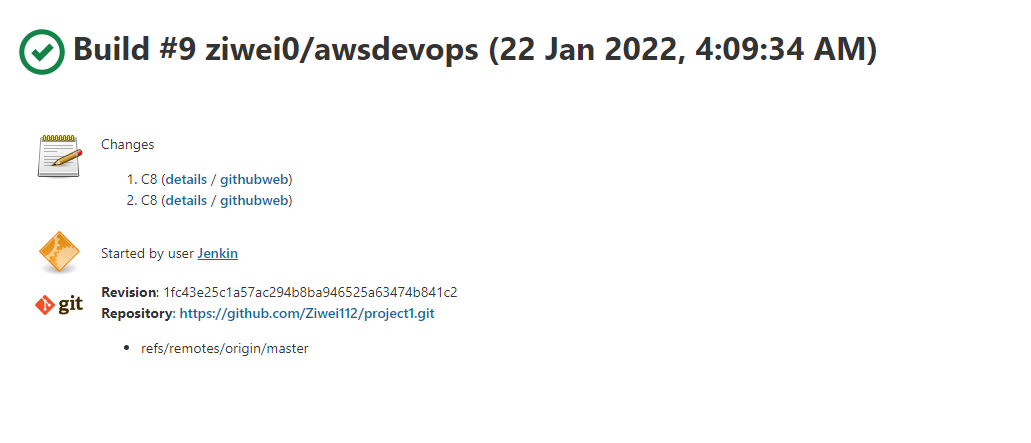 Build #9 ziwei0/awsdevops (22 Jan 2022, 4:09:34 AM)
Changes
1. C8 (details / githubweb)
2. C8 (details / githubweb)
Started by user Jenkin
Revision: 1fc43e25c1a57ac294b8ba946525a63474b841c2
git
Repository: https://github.com/Ziwei112/project1.git
• refs/remotes/origin/master